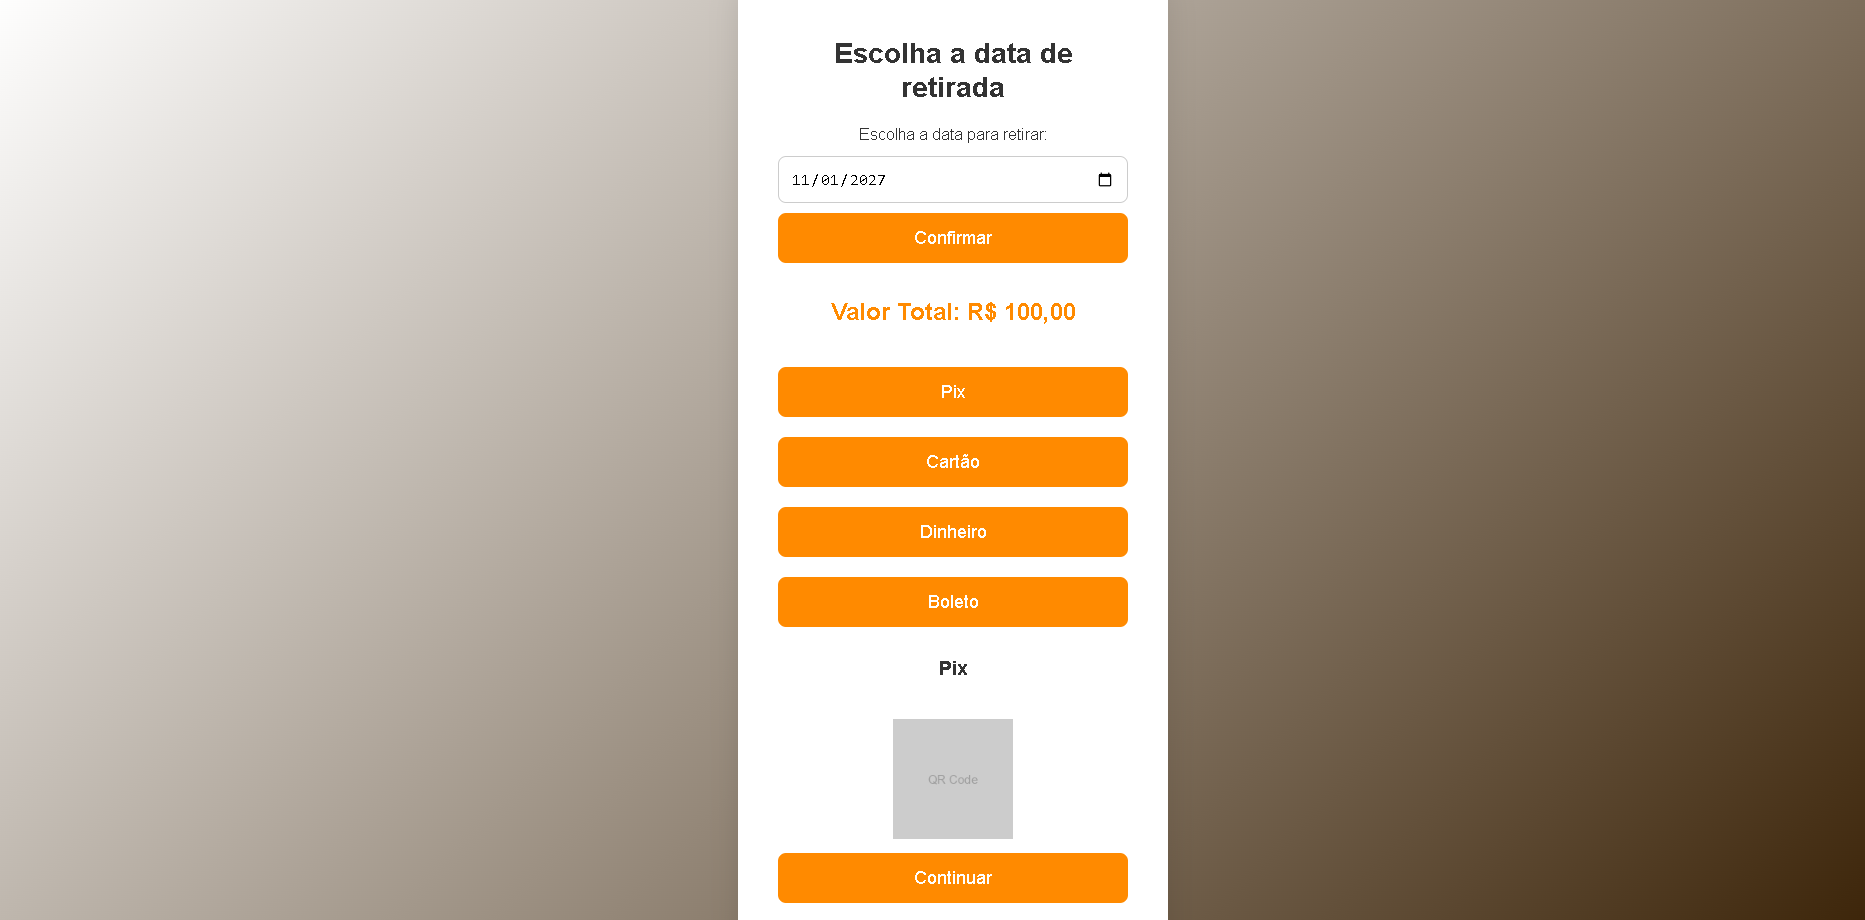 Escolha a data de
retirada
Escolha a data para retirar:
11/01/2027
Confirmar
Valor Total: R$ 100,00
Pix
Cartão
Dinheiro
Boleto
Pix
QR Code
Continuar